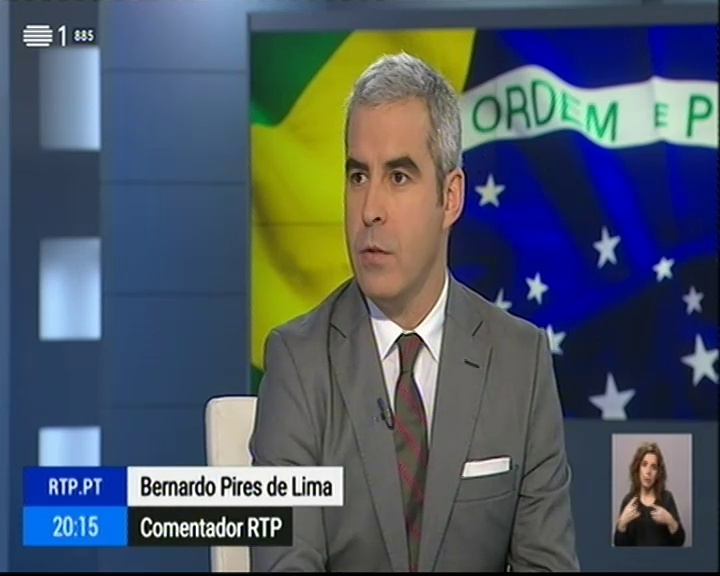 1 885
ORDEM E P
RTP.PT
Bernardo Pires de Lima
20:15
Comentador RTP